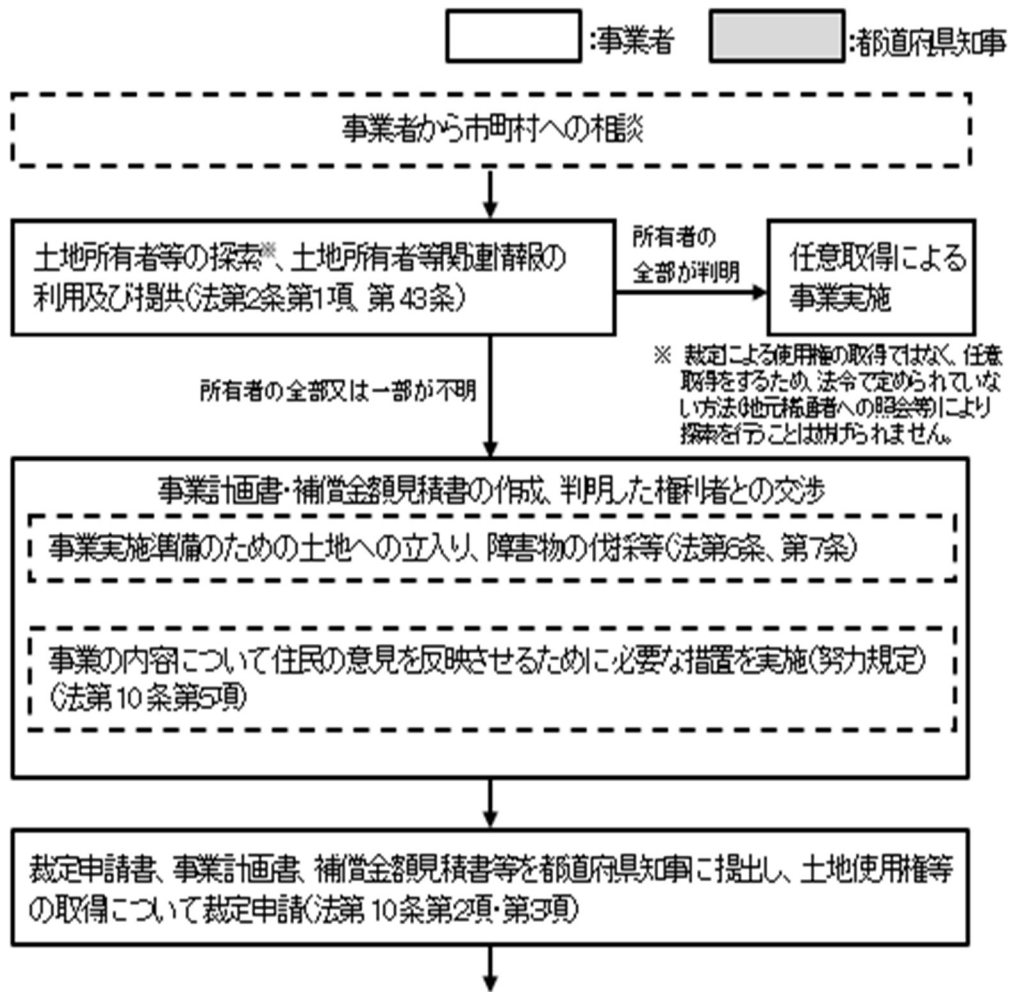 :事業者
:都道府県知事
事業者から市町村への相談
土地所有者等の探索※、土地所有者等関連情報の
利用及び提供(法第2条第1項、第43条)
所有者の
全部が判明
任意取得による
事業実施
※ 裁定による使用権の取得ではなく、任意
取得をするため、法令で定められていな
い方法(地元精通者への照会等)により
探索を行うことは妨げられません。
所有者の全部又は一部が不明
事業計画書・補償金額見積書の作成、判明した権利者との交渉
事業実施準備のための土地への立入り、障害物の伐採等(法第6条、第7条)
事業の内容について住民の意見を反映させるために必要な措置を実施(努力規定)
(法第10条第5項)
裁定申請書、事業計画書、補償金額見積書等を都道府県知事に提出し、土地使用権等
の取得について裁定申請(法第10条第2項・第3項)